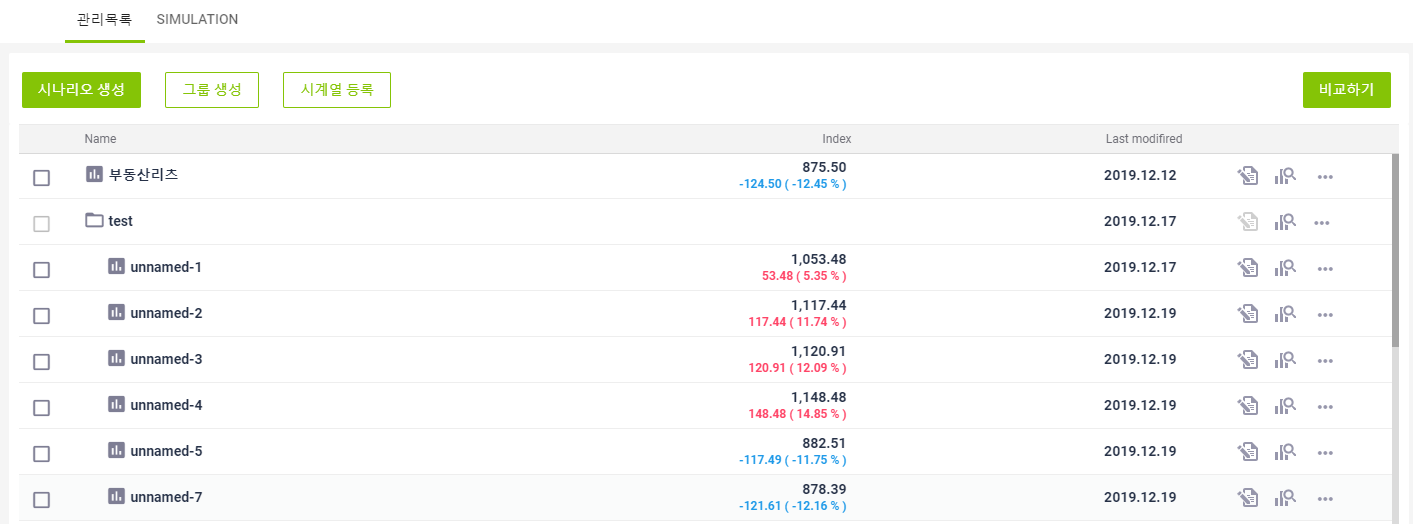 관리목록 SIMULATION
시나리오 생성 그룹 생성 시계열 등록 비교하기
Name Index Last modifired
부동산리츠 875.50 2019.12.12
-124.50 ( -12.45 % )
test 2019.12.17
unnamed-1 1,053.48 2019.12.17
53.48 ( 5.35 % )
unnamed-2 1,117.44 2019.12.19
117.44 ( 11.74 % )
unnamed-3 1,120.91 2019.12.19
120.91 ( 12.09 % )
unnamed-4 1,148.48 2019.12.19
148.48 ( 14.85 % )
unnamed-5 882.51 2019.12.19
-117.49 ( -11.75 % )
unnamed-7 878.39 2019.12.19
-121.61 ( -12.16 % )